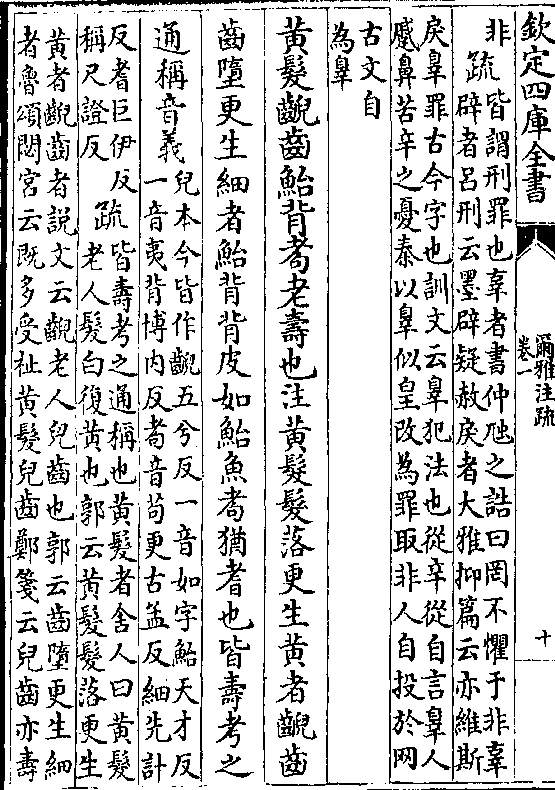 欽定四庫全書
爾雅注疏
卷一
十
非
疏
皆謂刑罪也辜者書仲虺之誥曰罔不懼于非辜
辟者呂刑云墨辟疑赦戾者大雅抑篇云亦維斯
戾辠罪古今字也訓文云辠犯法也從辛從自言辠人
蹙鼻苦辛之憂秦以辠似皇改為罪取非人自投於网
古文自
為辠
黄髮齯齒鮐背耇老壽也注黄髮髮落更生黄者齯齒
齒墮更生細者鮐背背皮如鮐魚耇猶耆也皆壽考之
通稱音義
兒本今皆作齯五兮反一音如字鮐天才反
一音夷背博内反耇音苟更古孟反細先計
反耆巨伊反
稱尺證反
疏
皆壽考之通稱也黄髮者舍人曰黄髮
老人髮白復黄也郭云黄髮髮落更生
黄者齯齒者説文云齯老人兒齒也郭云齒墮更生細
者魯頌閟宫云既多受祉黄髮兒齒鄭箋云兒齒亦壽